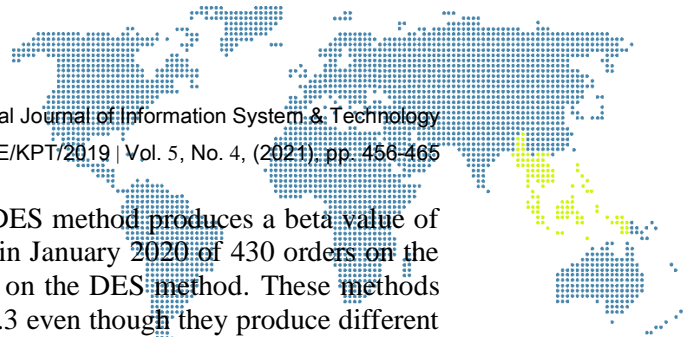 al Journal of Information System & Technology
E/KPT/2019 | Vol. 5, No. 4, (2021), pp. 456-465
DES method produces a beta value of
in January 2020 of 430 orders on the
on the DES method. These methods
.3 even though they produce different